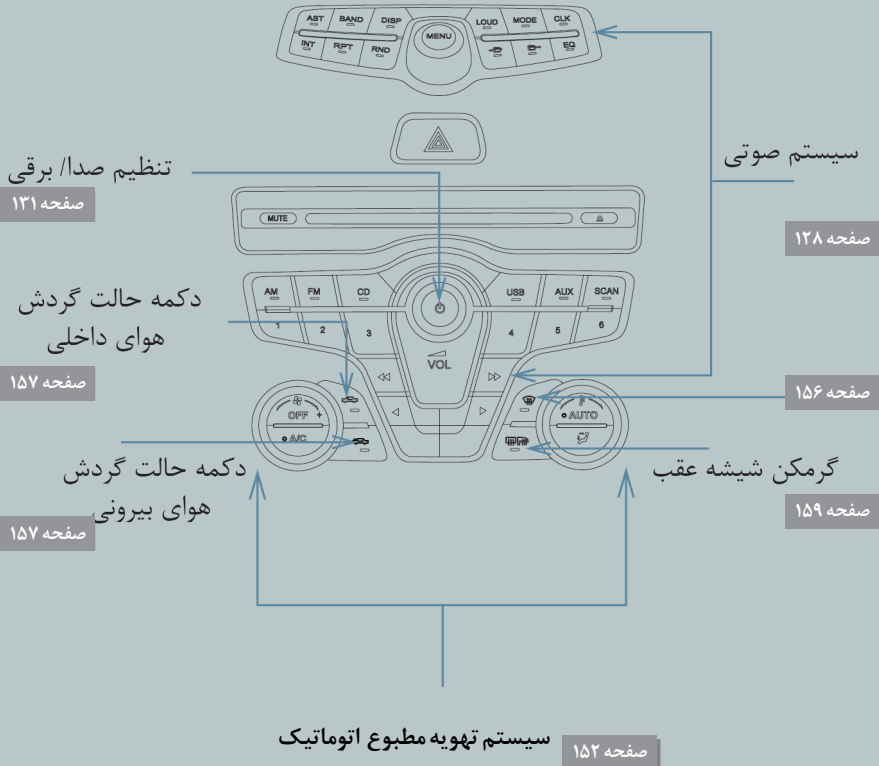 AST BAND DISP
INT RPT RND
MENU
LOUD MODE CLK
EQ
سیستم صوتی
صفحه ۱۲۸
تنظیم صدا/ برقی
صفحه ۱۳۱
MUTE
AM FM CD
1 2 3
VOL
USB AUX SCAN
4 5 6
دکمه حالت گردش
هوای داخلی
صفحه ۱۵۷
صفحه ۱۵۶
OFF +
A/C
AUTO
دکمه حالت گردش
هوای بیرونی
صفحه ۱۵۷
گرمکن شیشه عقب
صفحه ۱۵۹
سیستم تهویه مطبوع اتوماتیک
صفحه ۱۵۲